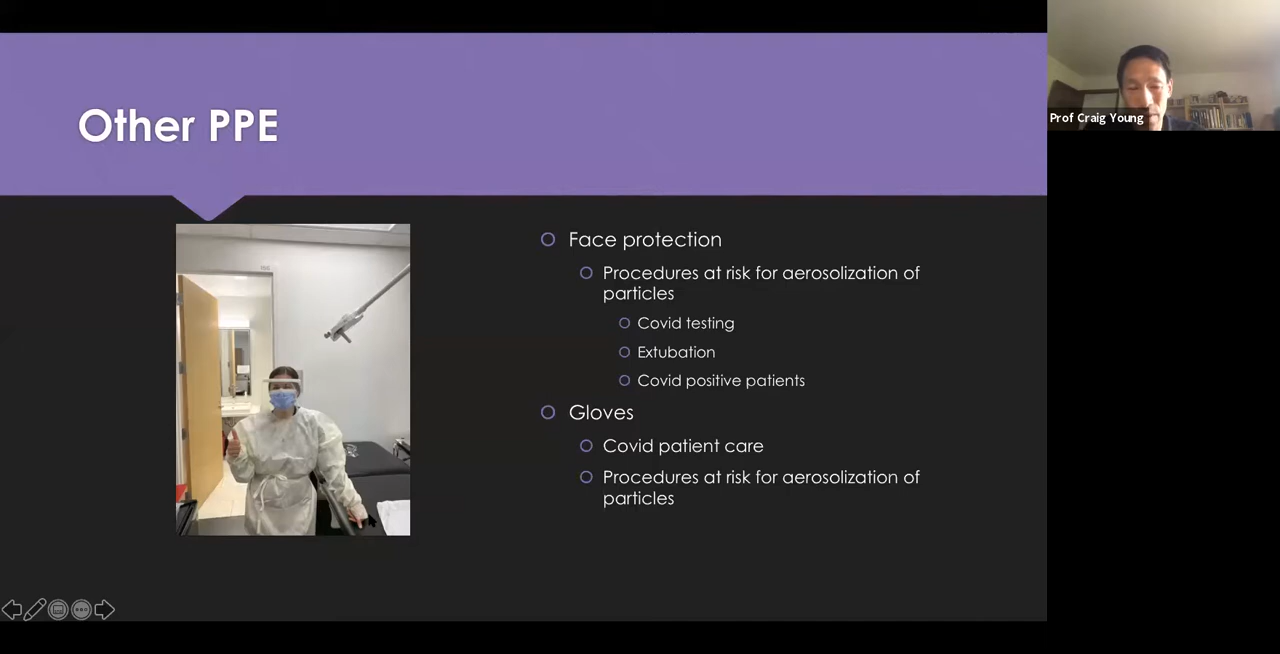 Other PPE
Prof Craig Young
Face protection
Procedures at risk for aerosolization of
particles
Covid testing
Extubation
Covid positive patients
Gloves
Covid patient care
Procedures at risk for aerosolization of
particles